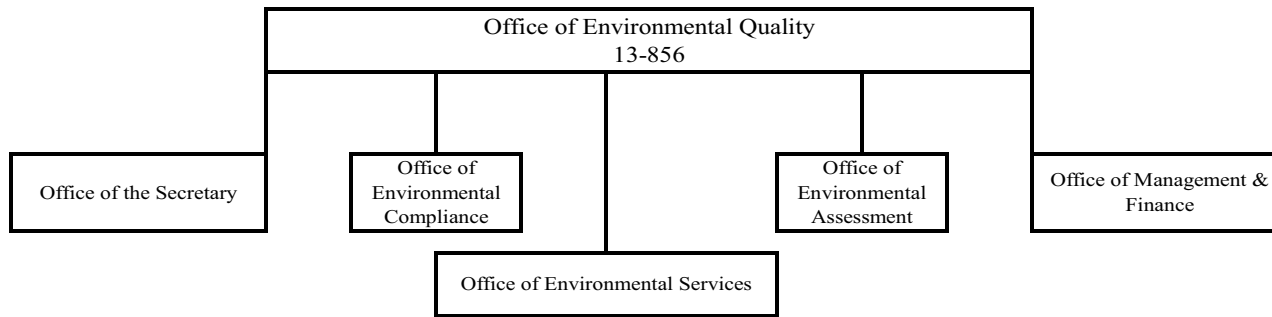 Office of Environmental Quality
13-856
Office of the Secretary
Office of
Environmental
Compliance
Office of Environmental Services
Office of
Environmental
Assessment
Office of Management &
Finance